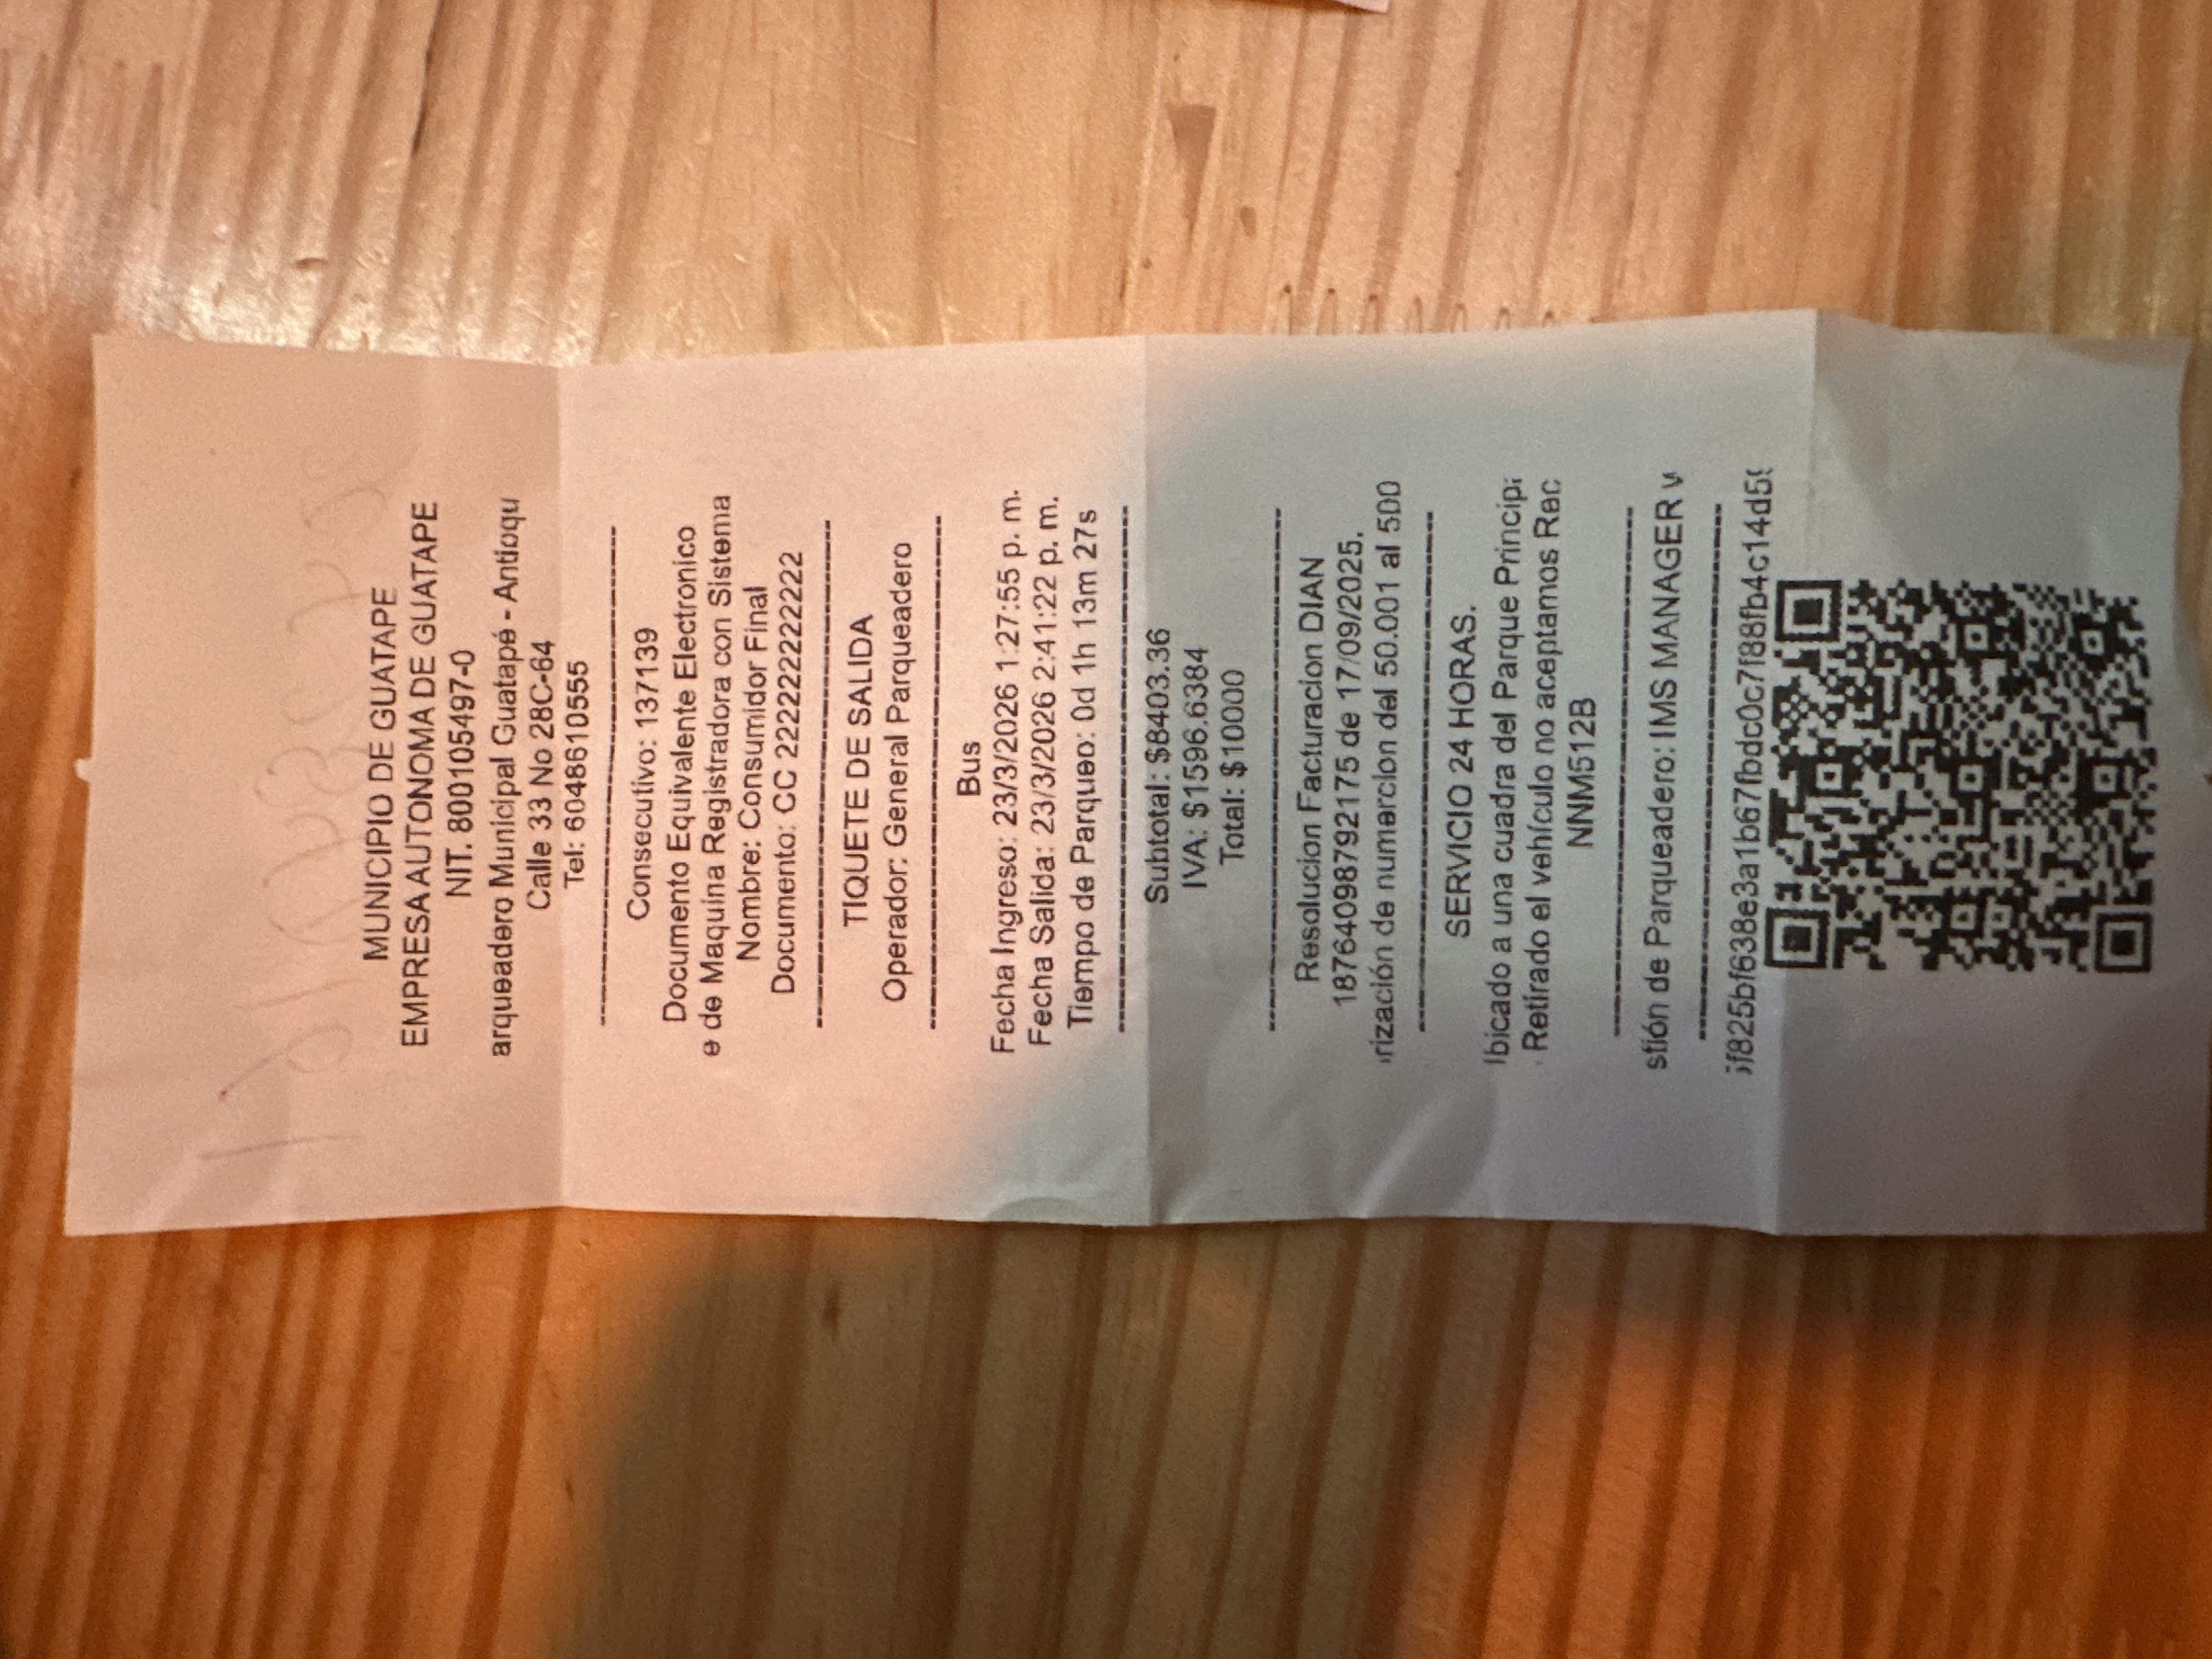 MUNICIPIO DE GUATAPE
EMPRESA AUTONOMA DE GUATAPE
NIT. 800105497-0
arqueadero Municipal Guatapé - Antioqu
Calle 33 No 28C-64
Tel: 6048610555
Consecutivo: 137139
Documento Equivalente Electronico
e de Maquina Registradora con Sistema
Nombre: Consumidor Final
Documento: CC 222222222222
TIQUETE DE SALIDA
Operador: General Parqueadero
Bus
Fecha Ingreso: 23/3/2026 1:27:55 p. m.
Fecha Salida: 23/3/2026 2:41:22 p. m.
Tiempo de Parqueo: 0d 1h 13m 27s
Subtotal: $8403.36
IVA: $1596.6384
Total: $10000
Resolucion Facturacion DIAN
18764098792175 de 17/09/2025,
rización de numercion del 50.001 al 500
SERVICIO 24 HORAS.
bicado a una cuadra del Parque Principa
Retirado el vehículo no aceptamos Rec
NNM512B
stión de Parqueadero: IMS MANAGER
f825bf638e3a1b67fbdc0c7f88fb4c14d5